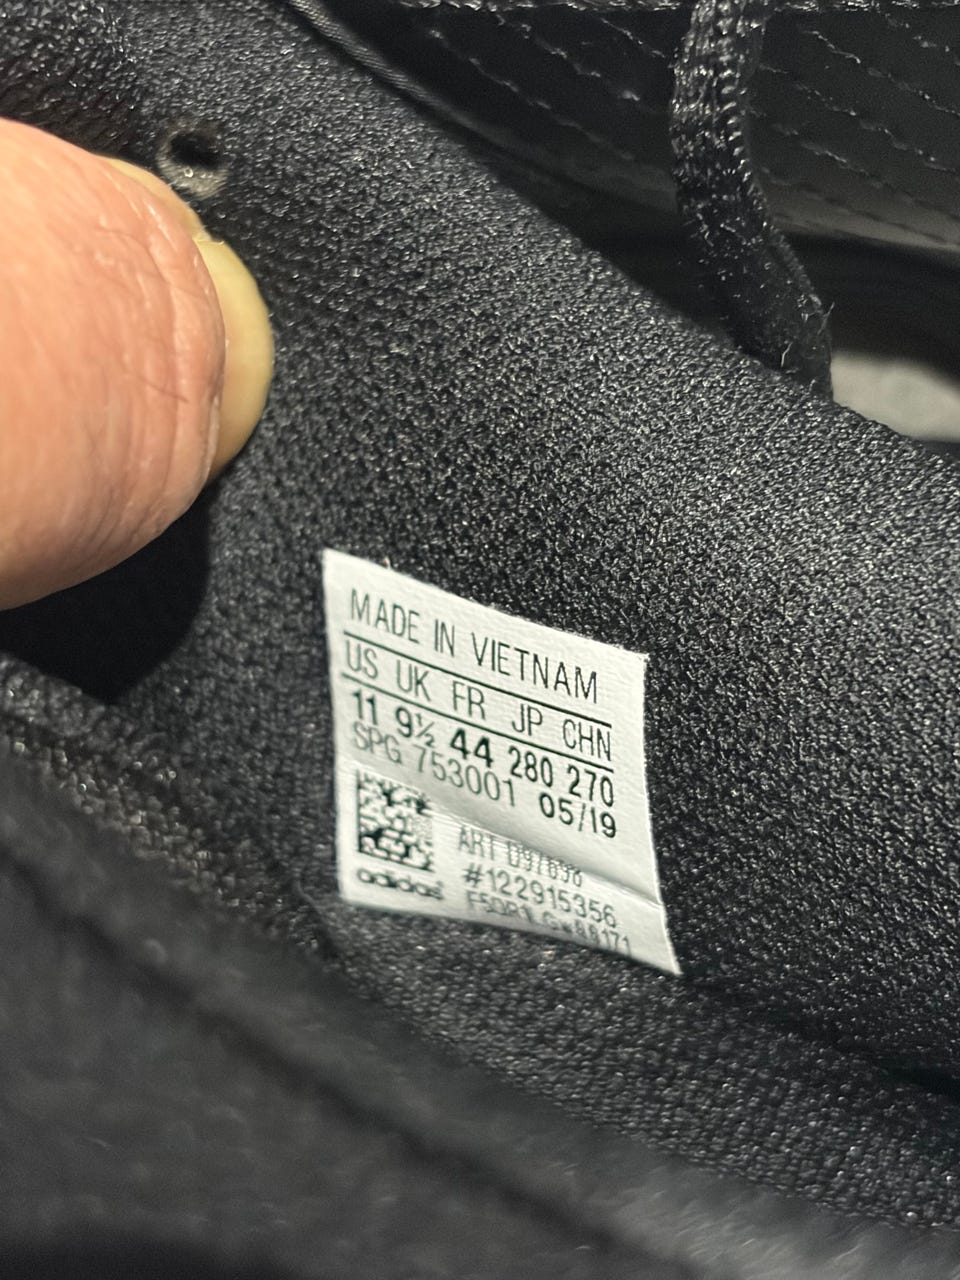 MADE IN VIETNAM
US UK FR JP CHN
11 9½ 44 280 270
SPG 753001 05/19
ART
#122915356
adidas